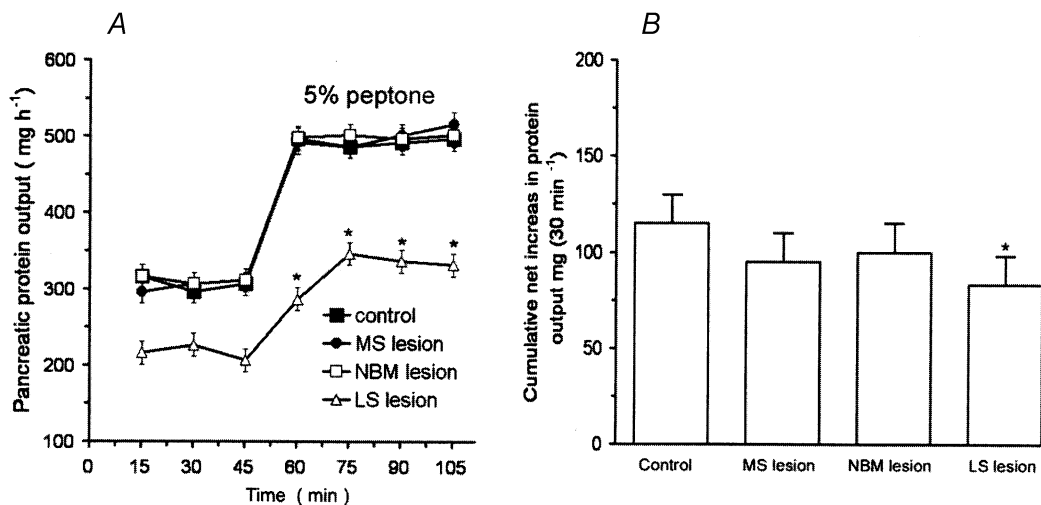 A
Pancreatic protein output ( mg h⁻¹)
600
500
400
300
200
100
5% peptone
*
*
*
*
control
MS lesion
NBM lesion
LS lesion
0
15
30
45
60
75
90
105
Time ( min )
B
Cumulative net increas in protein
output mg (30 min ⁻¹)
200
150
100
50
0
*
Control
MS lesion
NBM lesion
LS lesion